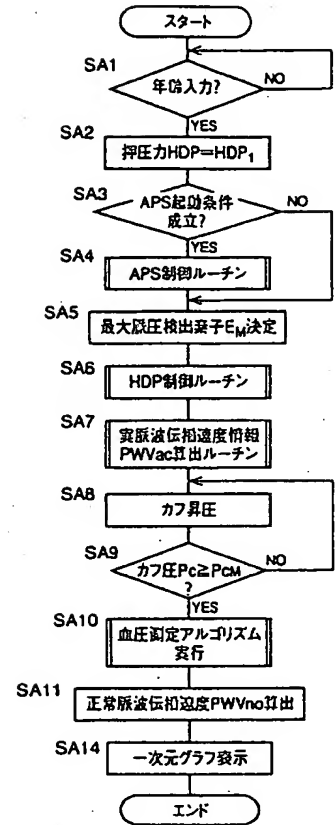 スタート
SA1
年齢入力?
NO
YES
SA2
押圧力HDP=HDP1
SA3
APS起動条件
成立?
NO
YES
SA4
APS制御ルーチン
SA5
最大感圧検出素子EM決定
SA6
HDP制御ルーチン
SA7
実脈波伝播速度情報
PWVac算出ルーチン
SA8
カフ昇圧
SA9
カフ圧Pc≧PCM
?
NO
YES
SA10
血圧測定アルゴリズム
実行
SA11
正常脈波伝播速度PWVno算出
SA14
一次元グラフ表示
エンド